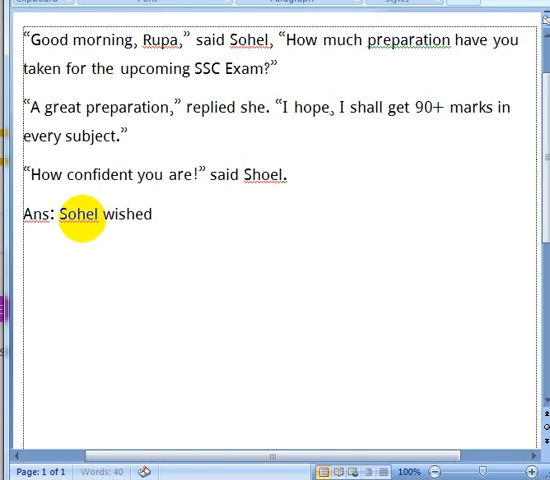 “Good morning, Rupa,” said Sohel, “How much preparation have you
taken for the upcoming SSC Exam?”
“A great preparation,” replied she. “I hope, I shall get 90+ marks in
every subject.”
“How confident you are!” said Shoel.
Ans: Sohel wished
Page: 1 of 1 Words: 40 100%